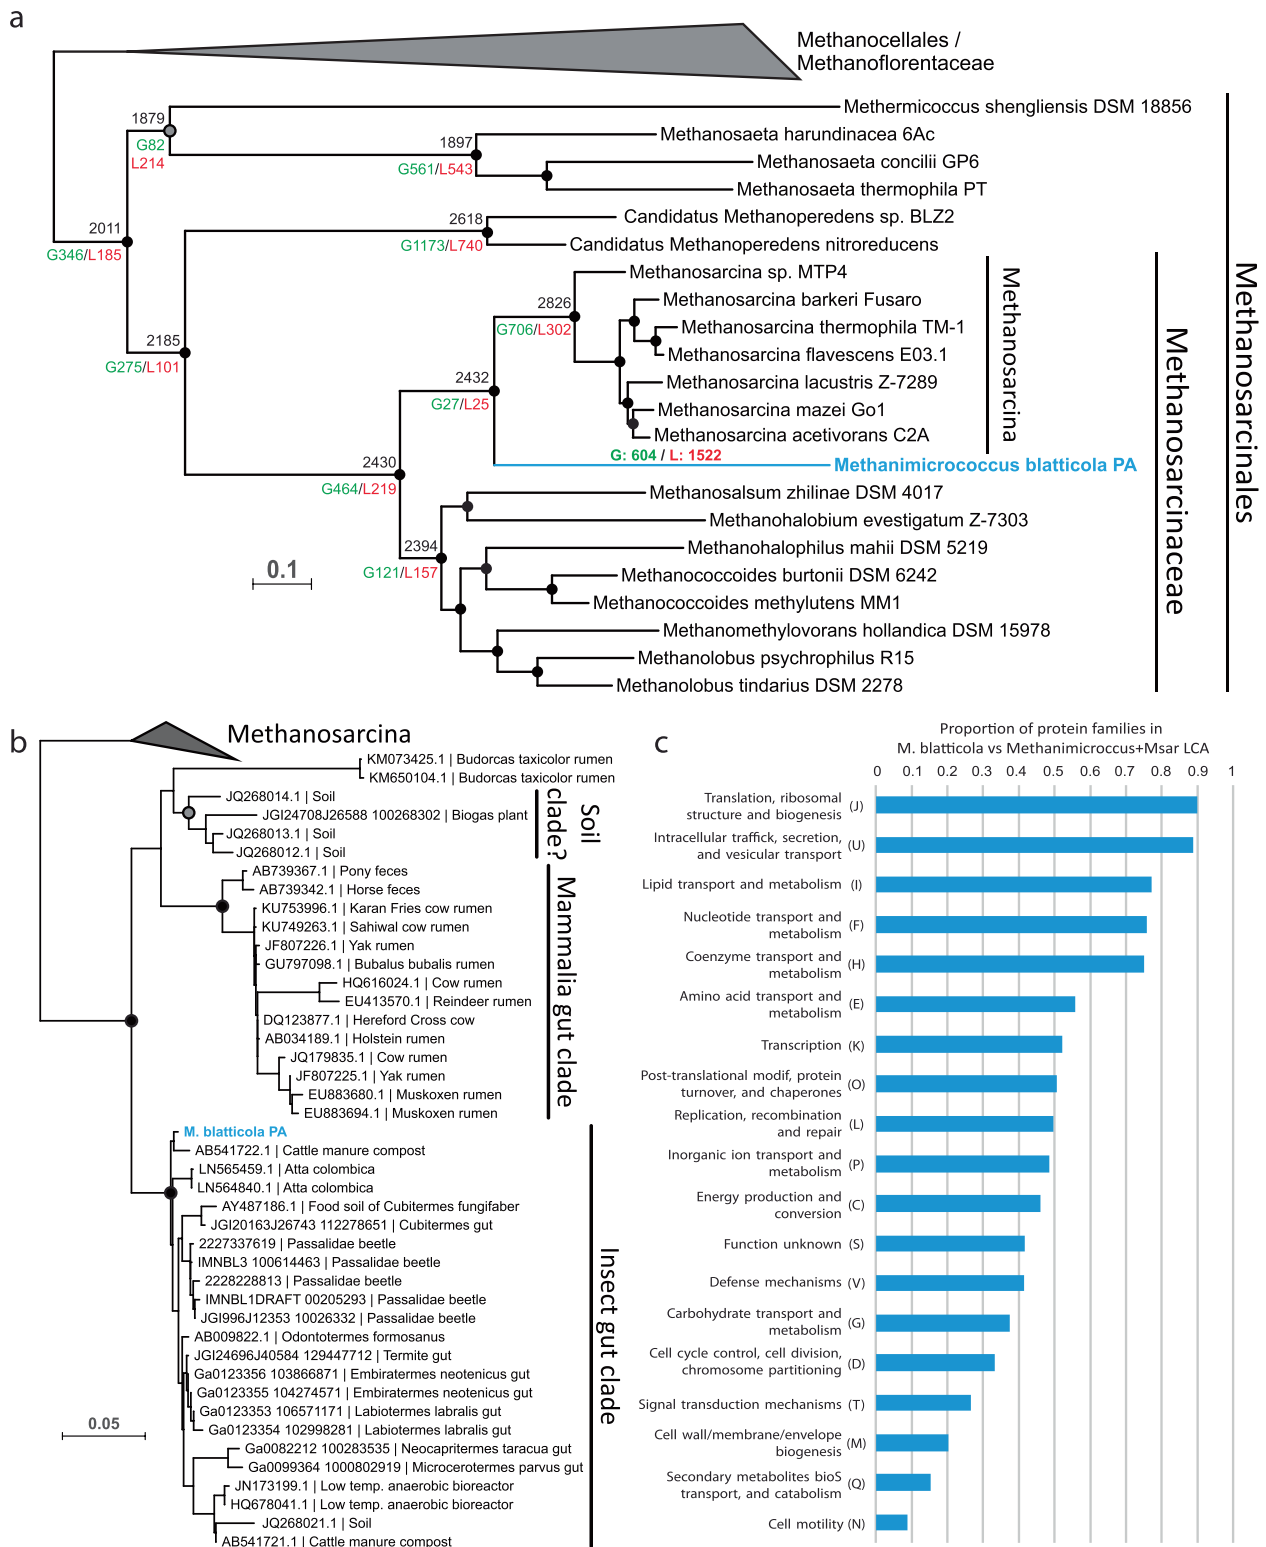 a
Methanocellales /
Methanoflorentaceae
Methermicoccus shengliensis DSM 18856
1879
G82
L214
Methanosaeta harundinacea 6Ac
1897
G561/L543
Methanosaeta concilii GP6
Methanosaeta thermophila PT
2011
G346/L185
Candidatus Methanoperedens sp. BLZ2
2618
G1173/L740
Candidatus Methanoperedens nitroreducens
Methanosarcina sp. MTP4
2826
G706/L302
Methanosarcina barkeri Fusaro
Methanosarcina thermophila TM-1
Methanosarcina flavescens E03.1
2185
G275/L101
Methanosarcina lacustris Z-7289
2432
G27/L25
Methanosarcina mazei Go1
Methanosarcina acetivorans C2A
G: 604 / L: 1522
Methanimicrococcus blatticola PA
2430
G464/L219
Methanosalsum zhilinae DSM 4017
Methanohalobium evestigatum Z-7303
2394
G121/L157
Methanohalophilus mahii DSM 5219
Methanococcoides burtonii DSM 6242
Methanococcoides methylutens MM1
Methanomethylovorans hollandica DSM 15978
Methanolobus psychrophilus R15
Methanolobus tindarius DSM 2278
0.1
Methanosarcina
Methanosarcinaceae
Methanosarcinales
b
Methanosarcina
KM073425.1 | Budorcas taxicolor rumen
KM650104.1 | Budorcas taxicolor rumen
JQ268014.1 | Soil
JGI24708J26588 100268302 | Biogas plant
JQ268013.1 | Soil
JQ268012.1 | Soil
Soil
clade?
AB739367.1 | Pony feces
AB739342.1 | Horse feces
KU753996.1 | Karan Fries cow rumen
KU749263.1 | Sahiwal cow rumen
JF807226.1 | Yak rumen
GU797098.1 | Bubalus bubalis rumen
HQ616024.1 | Cow rumen
EU413570.1 | Reindeer rumen
DQ123877.1 | Hereford Cross cow
AB034189.1 | Holstein rumen
JQ179835.1 | Cow rumen
JF807225.1 | Yak rumen
EU883680.1 | Muskoxen rumen
EU883694.1 | Muskoxen rumen
Mammalia gut clade
M. blatticola PA
AB541722.1 | Cattle manure compost
LN565459.1 | Atta colombica
LN564840.1 | Atta colombica
AY487186.1 | Food soil of Cubitermes fungifaber
JGI20163J26743 112278651 | Cubitermes gut
2227337619 | Passalidae beetle
IMNBL3 100614463 | Passalidae beetle
2228228813 | Passalidae beetle
IMNBL1DRAFT 00205293 | Passalidae beetle
JGI996J12353 10026332 | Passalidae beetle
AB009822.1 | Odontotermes formosanus
JGI24696J40584 129447712 | Termite gut
Ga0123356 103866871 | Embiratermes neotenicus gut
Ga0123355 104274571 | Embiratermes neotenicus gut
Ga0123353 106571171 | Labiotermes labralis gut
Ga0123354 102998281 | Labiotermes labralis gut
Ga0082212 100283535 | Neocapritermes taracua gut
Ga0099364 1000802919 | Microcerotermes parvus gut
JN173199.1 | Low temp. anaerobic bioreactor
HQ678041.1 | Low temp. anaerobic bioreactor
JQ268021.1 | Soil
AB541721.1 | Cattle manure compost
Insect gut clade
0.05
c
Proportion of protein families in
M. blatticola vs Methanimicroccus+Msar LCA
0 0.1 0.2 0.3 0.4 0.5 0.6 0.7 0.8 0.9 1
Translation, ribosomal
structure and biogenesis (J)
Intracellular traffick, secretion,
and vesicular transport (U)
Lipid transport and metabolism (I)
Nucleotide transport and
metabolism (F)
Coenzyme transport and
metabolism (H)
Amino acid transport and
metabolism (E)
Transcription (K)
Post-translational modif, protein
turnover, and chaperones (O)
Replication, recombination
and repair (L)
Inorganic ion transport and
metabolism (P)
Energy production and
conversion (C)
Function unknown (S)
Defense mechanisms (V)
Carbohydrate transport and
metabolism (G)
Cell cycle control, cell division,
chromosome partitioning (D)
Signal transduction mechanisms (T)
Cell wall/membrane/envelope
biogenesis (M)
Secondary metabolites bioS
transport, and catabolism (Q)
Cell motility (N)